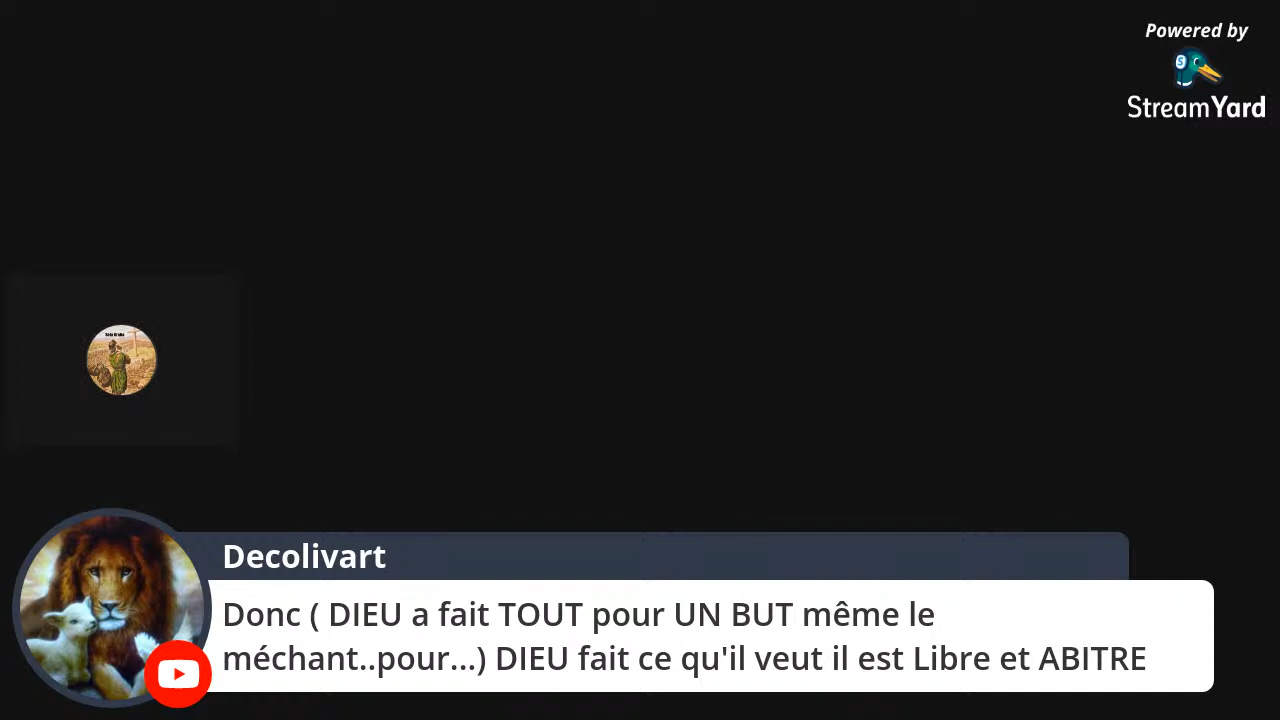 Powered by
StreamYard
Decolivart
Donc ( DIEU a fait TOUT pour UN BUT même le
méchant..pour...) DIEU fait ce qu'il veut il est Libre et ABITRE